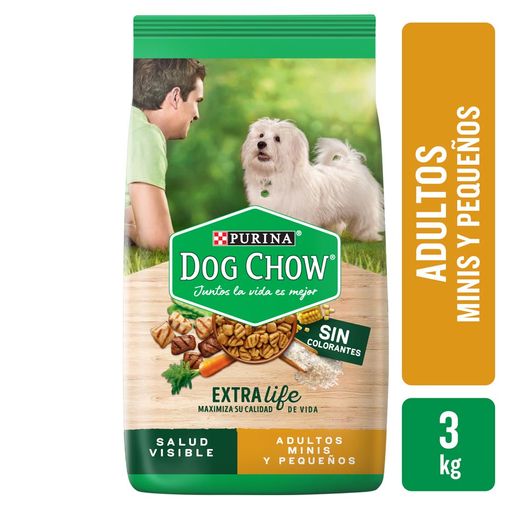 PURINA®
DOG CHOW®
Juntos la vida es mejor
SIN
COLORANTES
EXTRA life
MAXIMIZA SU CALIDAD DE VIDA
SALUD
VISIBLE
ADULTOS
MINIS
Y PEQUEÑOS
ADULTOS
MINIS Y PEQUEÑOS
3
kg